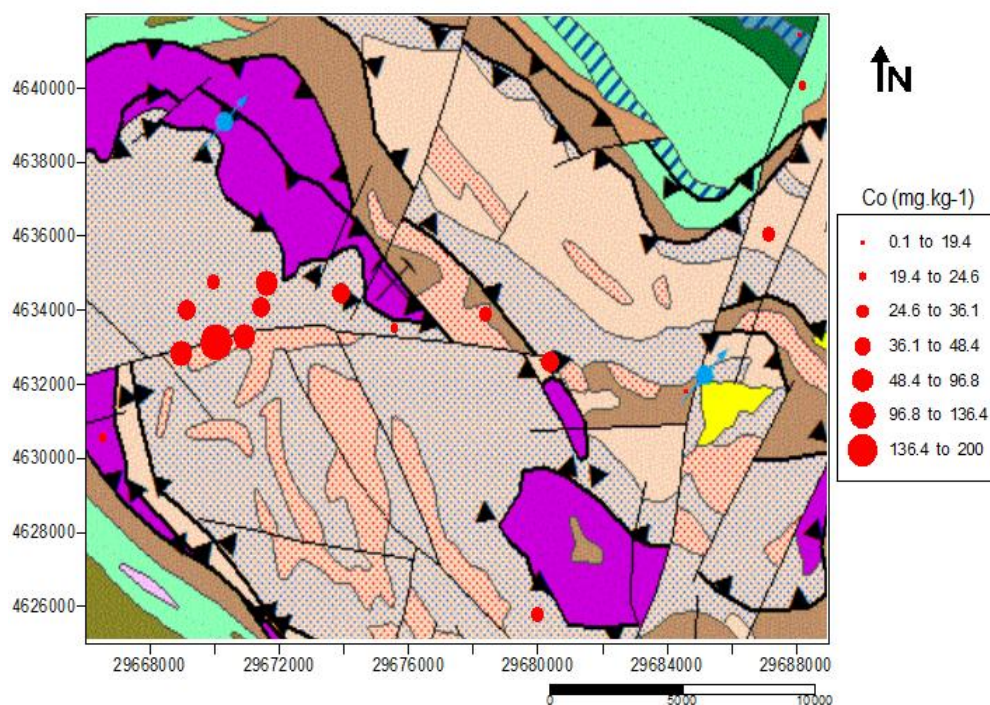 4640000
4638000
4636000
4634000
4632000
4630000
4628000
4626000
29668000 29672000 29676000 29680000 29684000 29688000
0 5000 10000
N
Co (mg.kg-1)
0.1 to 19.4
19.4 to 24.6
24.6 to 36.1
36.1 to 48.4
48.4 to 96.8
96.8 to 136.4
136.4 to 200